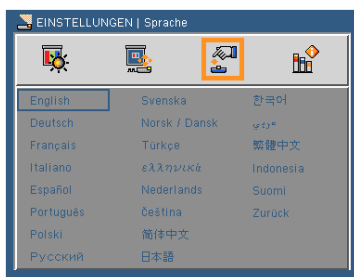 EINSTELLUNGEN | Sprache
English
Deutsch
Français
Italiano
Español
Português
Polski
Русский
Svenska
Norsk / Dansk
Türkçe
ελληνικά
Nederlands
Čeština
简体中文
日本語
한국어
عربي
繁體中文
Indonesia
Suomi
Zurück